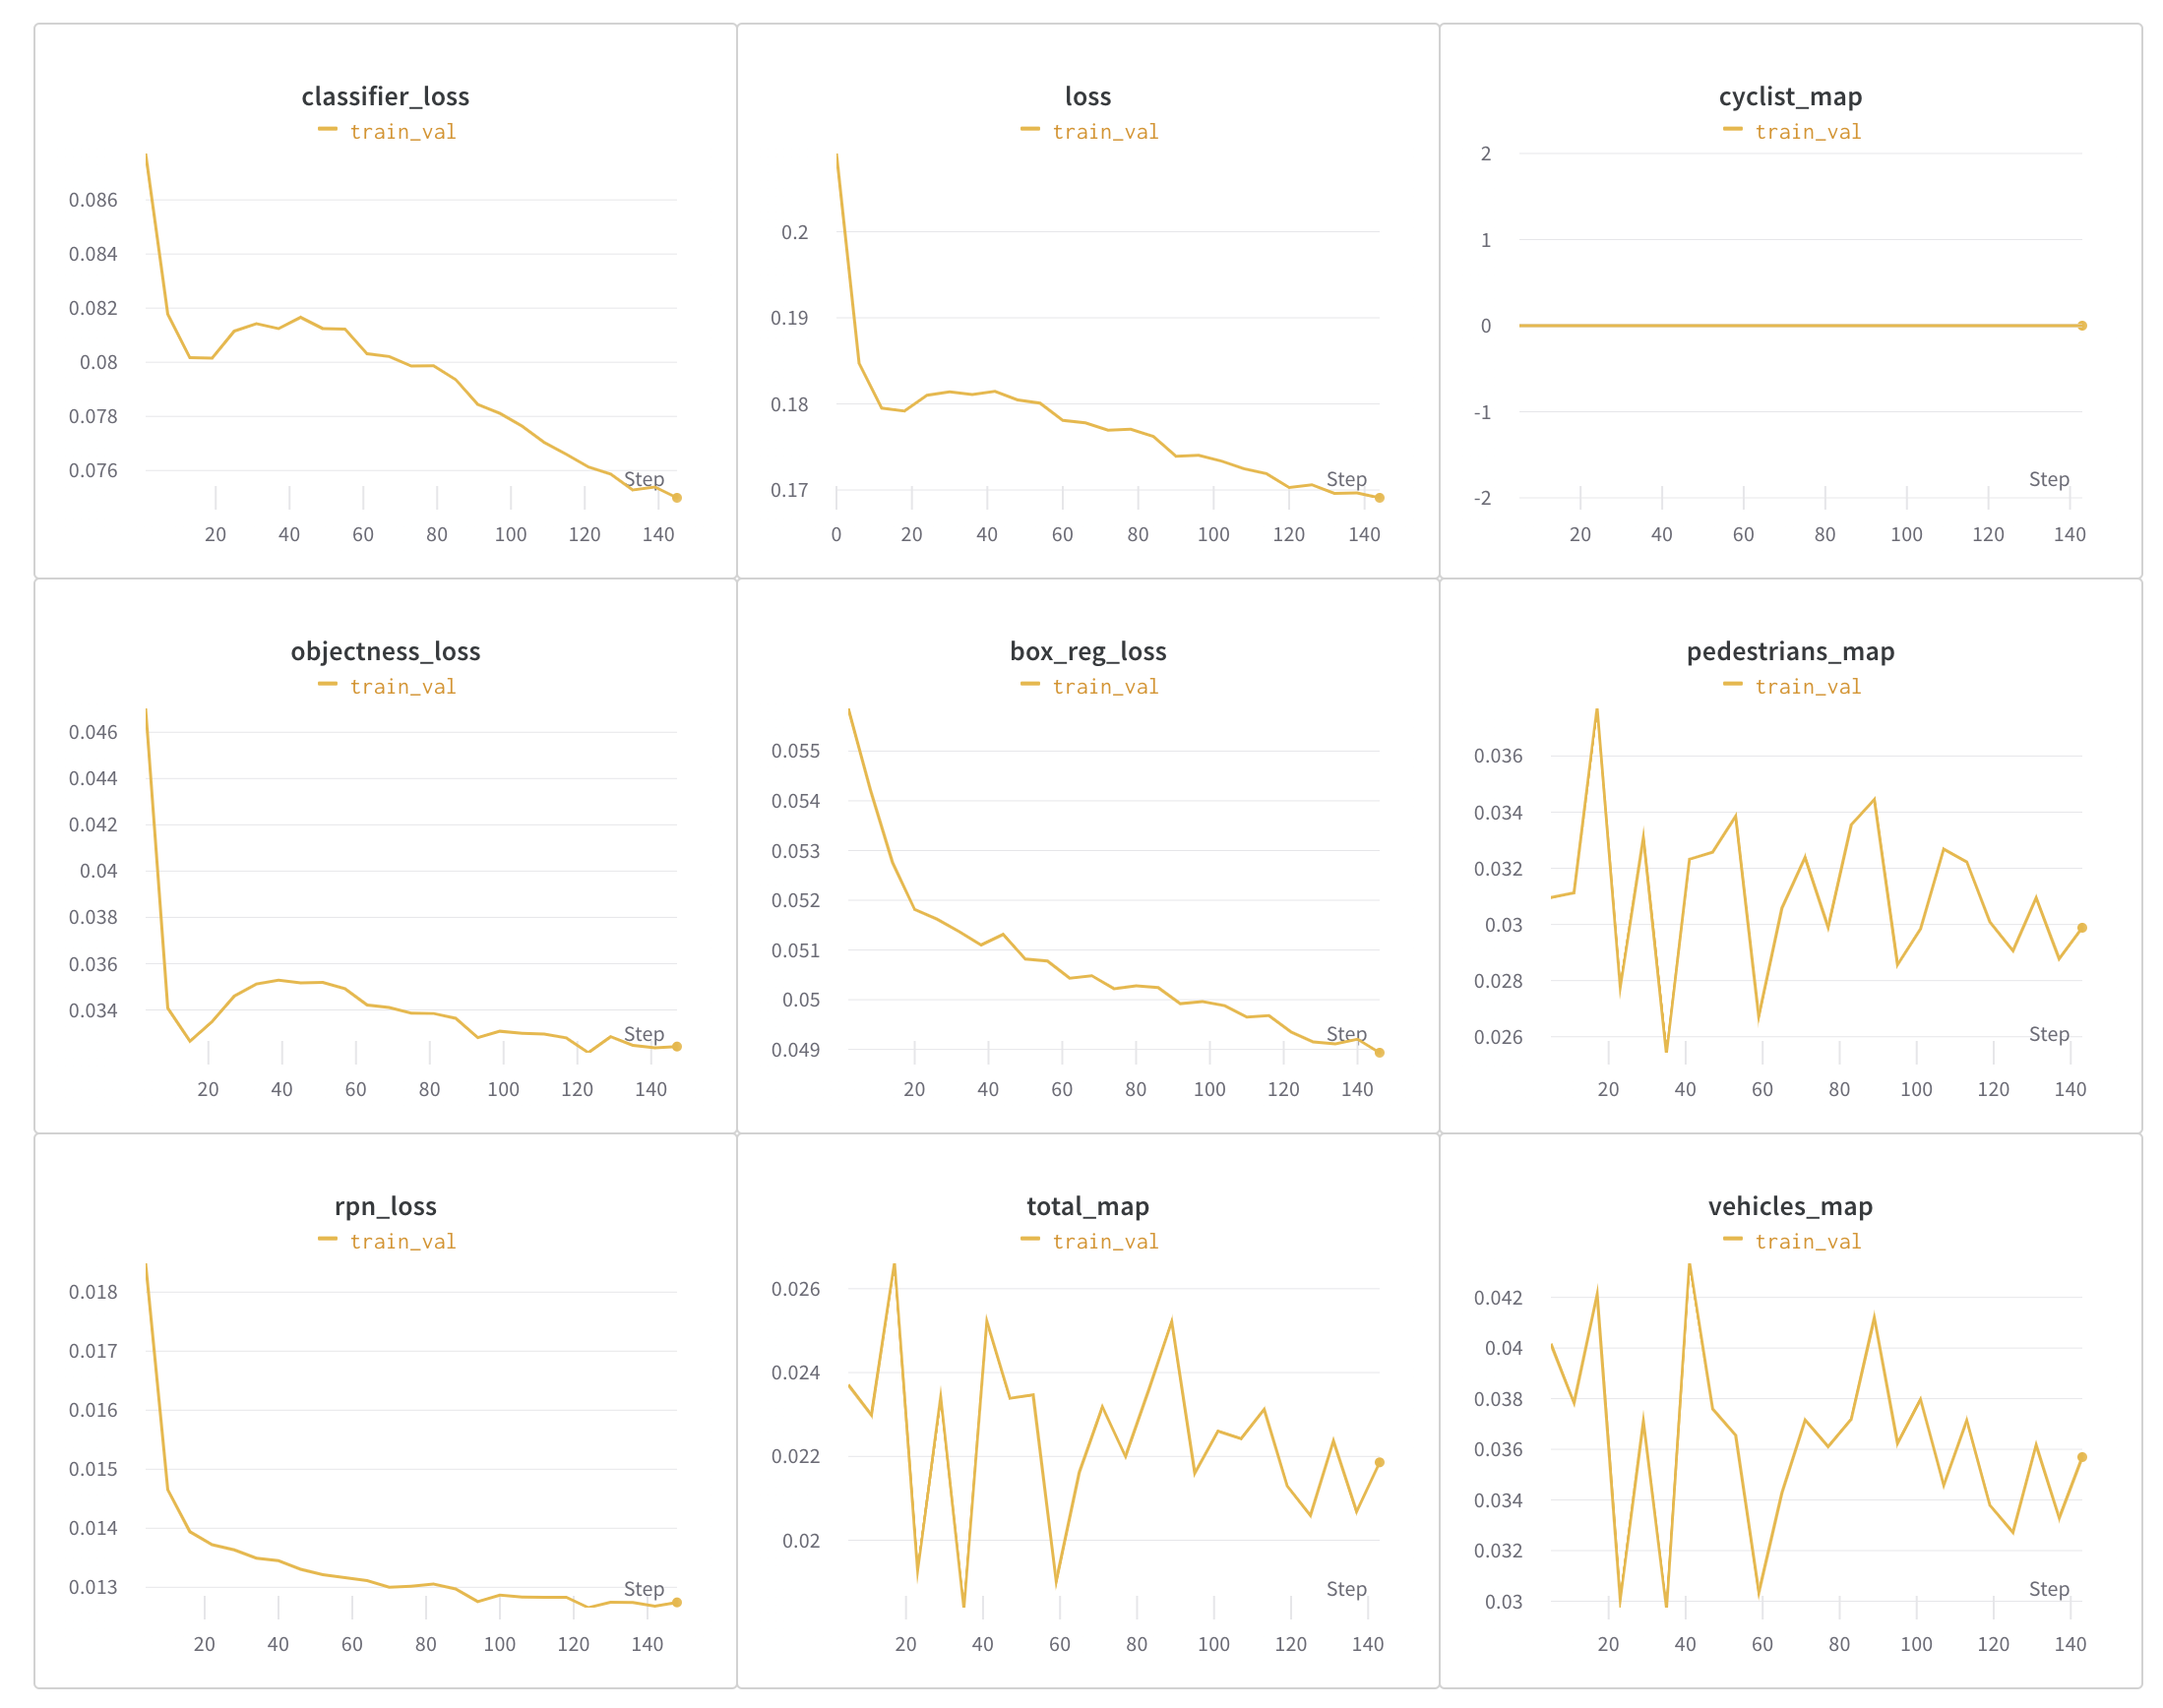 classifier_loss
train_val
0.086
0.084
0.082
0.08
0.078
0.076
Step
20 40 60 80 100 120 140
loss
train_val
0.2
0.19
0.18
0.17
Step
0 20 40 60 80 100 120 140
cyclist_map
train_val
2
1
0
-1
-2
Step
20 40 60 80 100 120 140
objectness_loss
train_val
0.046
0.044
0.042
0.04
0.038
0.036
0.034
Step
20 40 60 80 100 120 140
box_reg_loss
train_val
0.055
0.054
0.053
0.052
0.051
0.05
0.049
Step
20 40 60 80 100 120 140
pedestrians_map
train_val
0.036
0.034
0.032
0.03
0.028
0.026
Step
20 40 60 80 100 120 140
rpn_loss
train_val
0.018
0.017
0.016
0.015
0.014
0.013
Step
20 40 60 80 100 120 140
total_map
train_val
0.026
0.024
0.022
0.02
Step
20 40 60 80 100 120 140
vehicles_map
train_val
0.042
0.04
0.038
0.036
0.034
0.032
0.03
Step
20 40 60 80 100 120 140